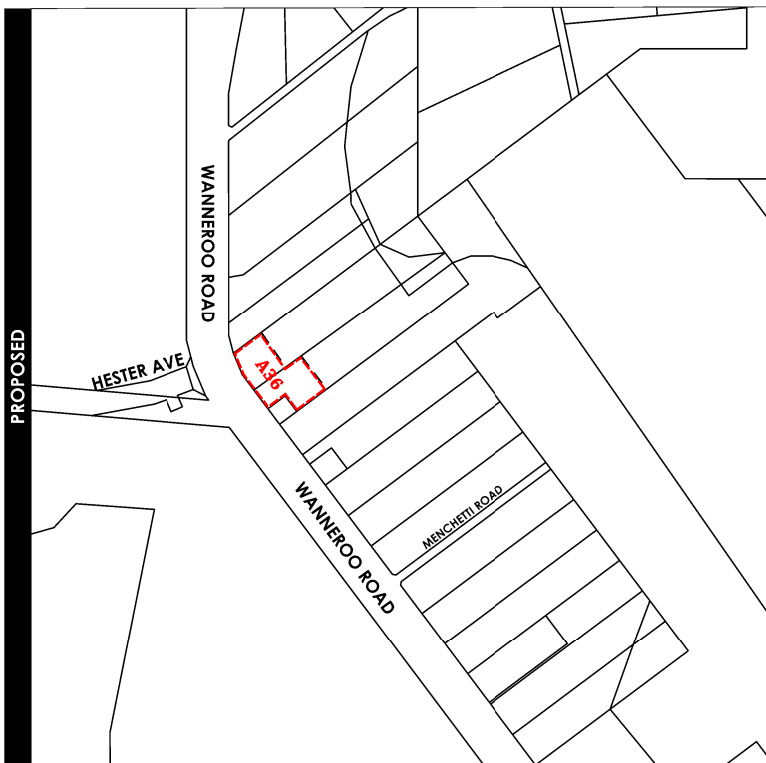 WANNEROO ROAD
PROPOSED
HESTER AVE
A36
WANNEROO ROAD
MENCHETTI ROAD